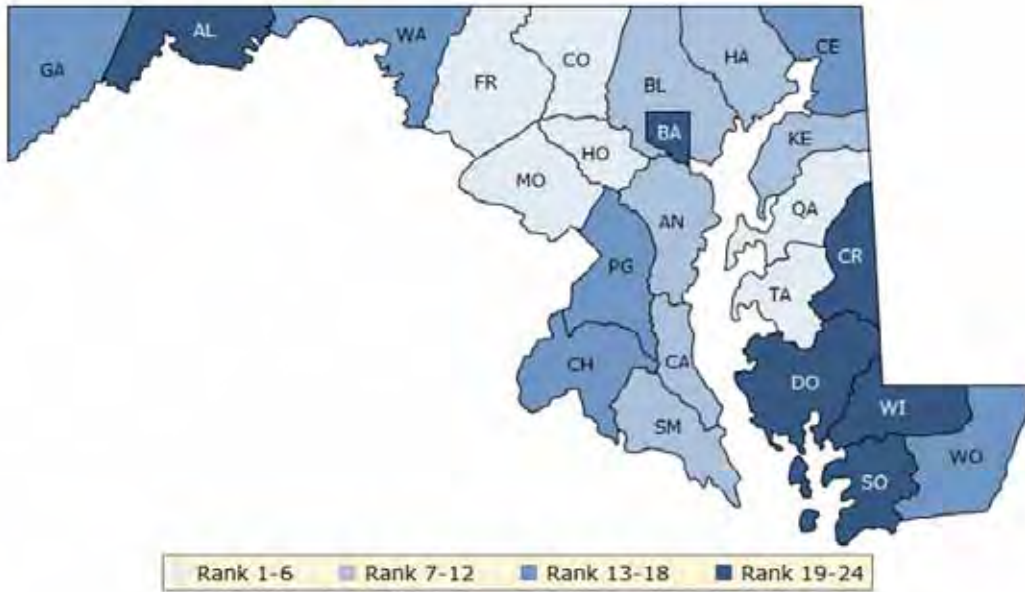 AL
WA
CE
GA
CO
HA
FR
BL
BA
KE
HO
MO
QA
AN
CR
PG
TA
CH
CA
DO
WI
SM
WO
SO
Rank 1-6 Rank 7-12 Rank 13-18 Rank 19-24